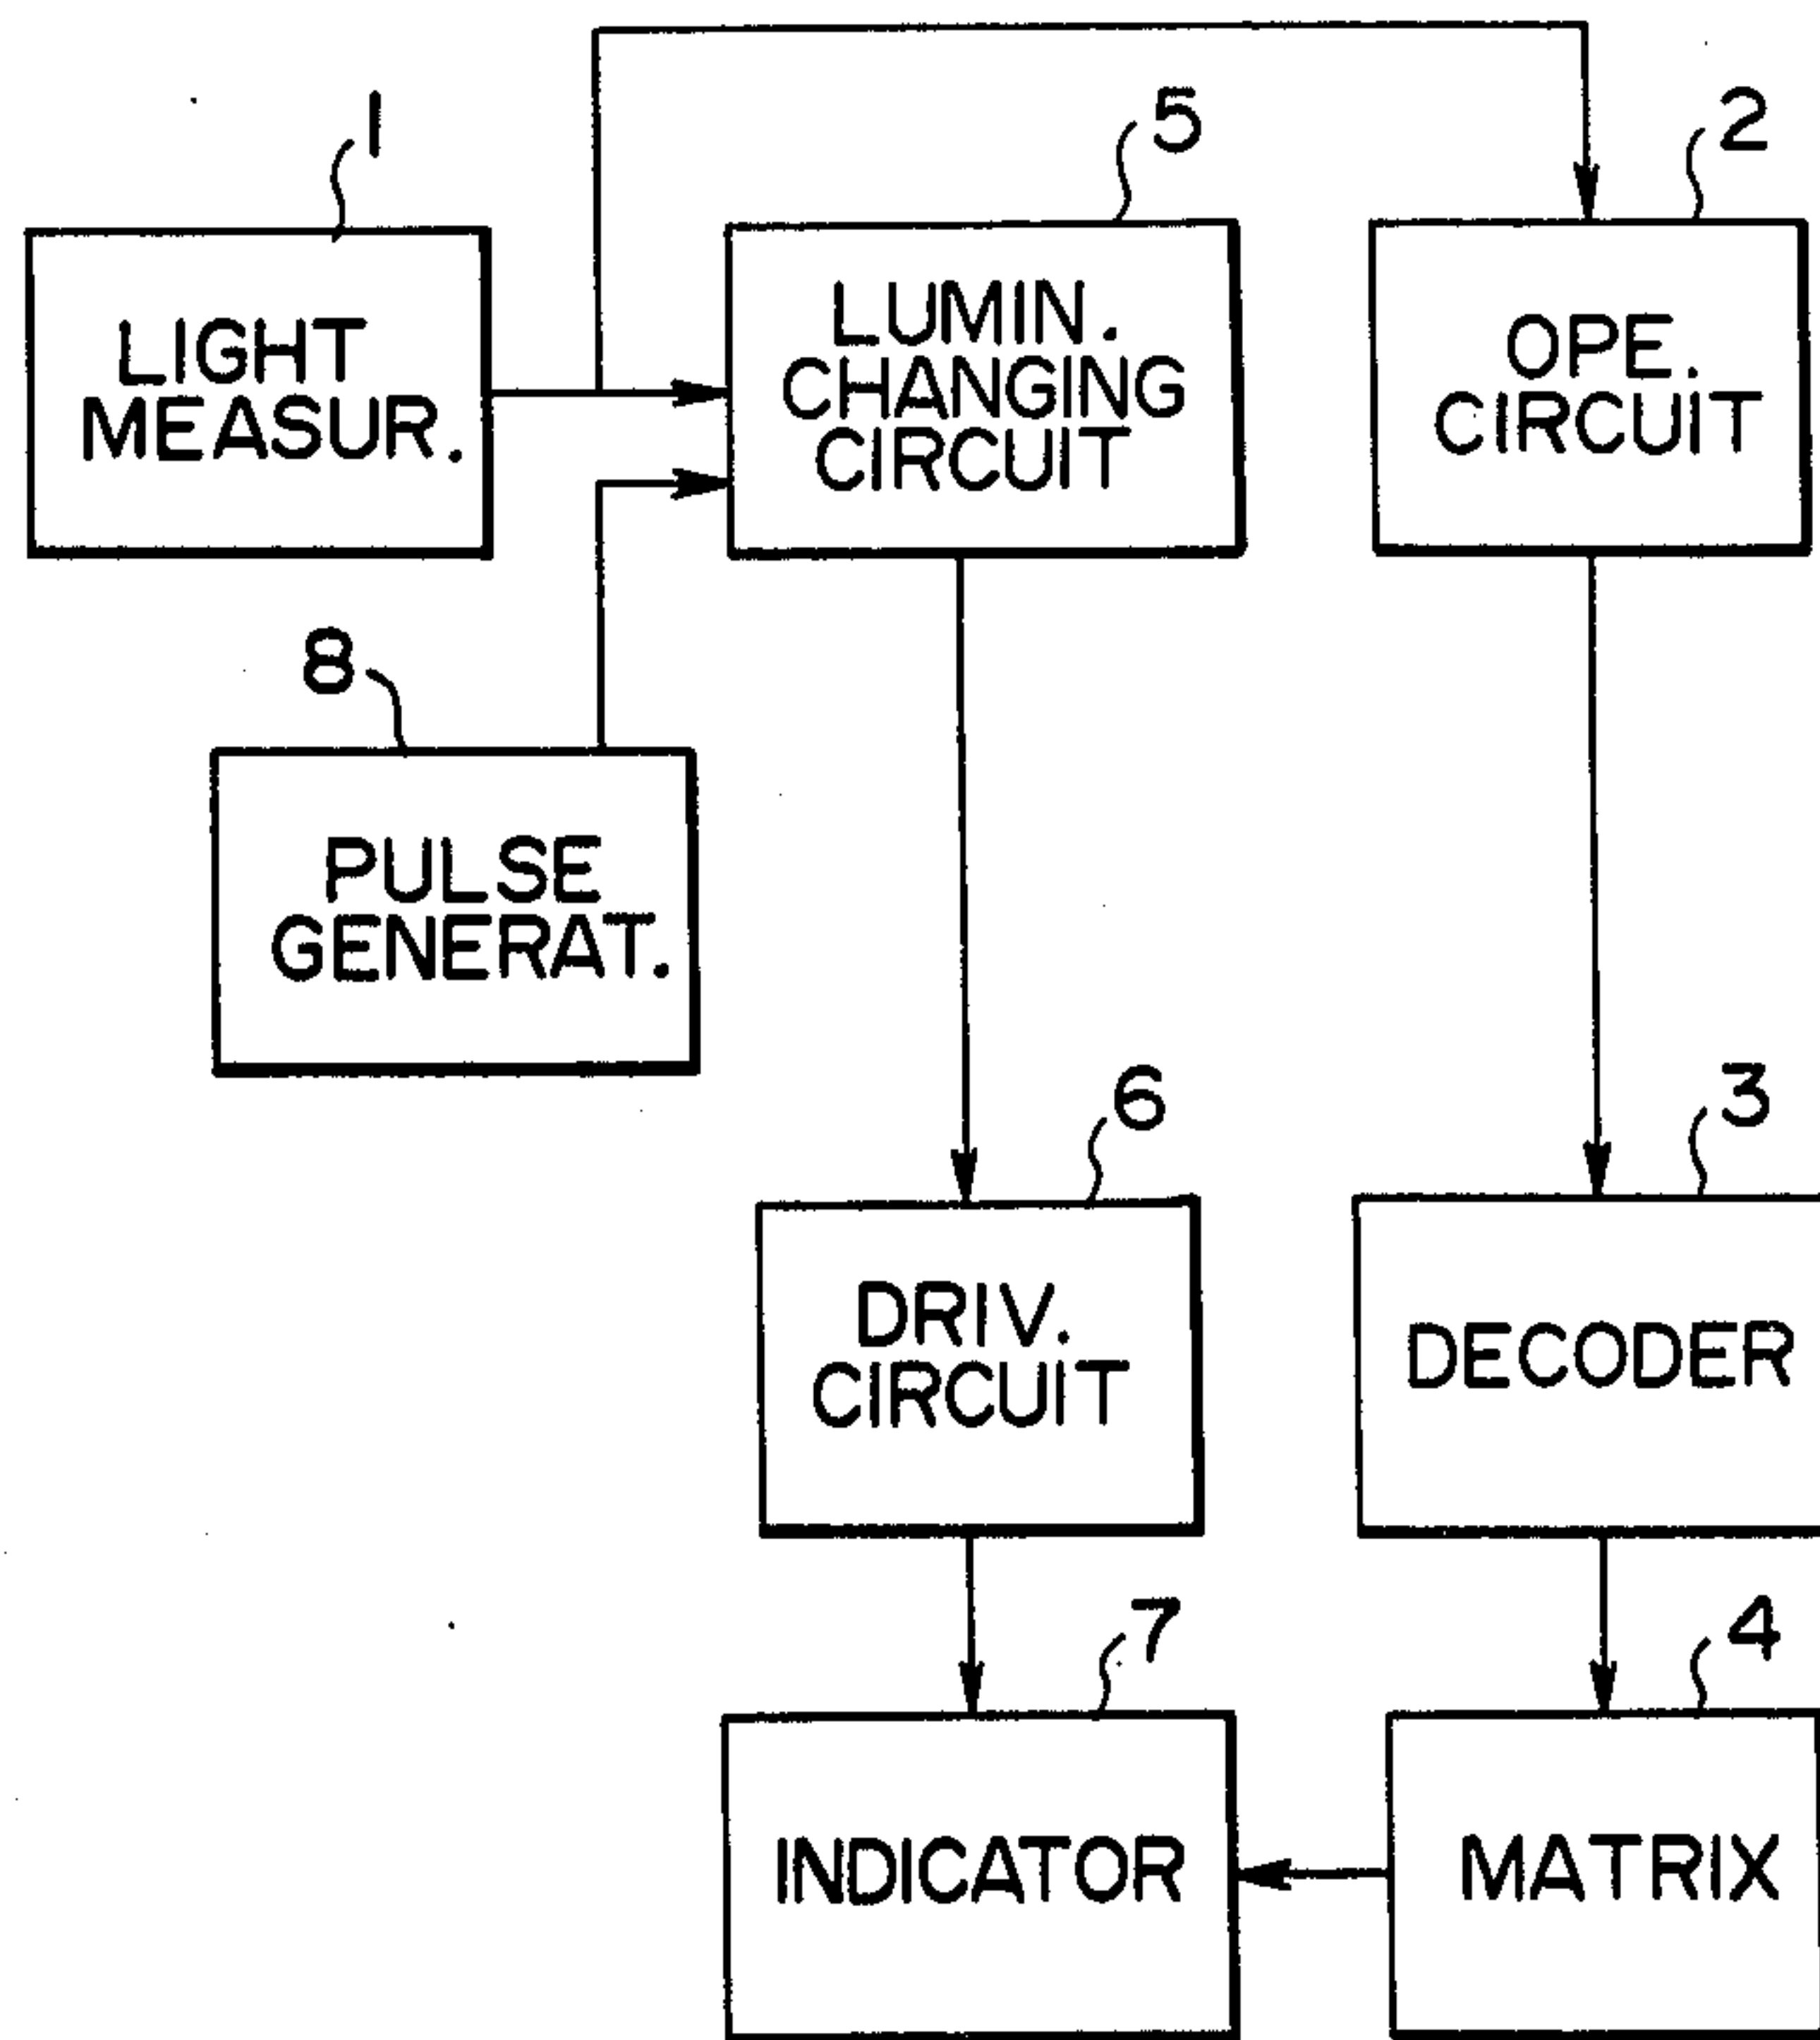 1
5
2
LIGHT
MEASUR.
LUMIN.
CHANGING
CIRCUIT
OPE.
CIRCUIT
8
PULSE
GENERAT.
6
3
DRIV.
CIRCUIT
DECODER
7
4
INDICATOR
MATRIX